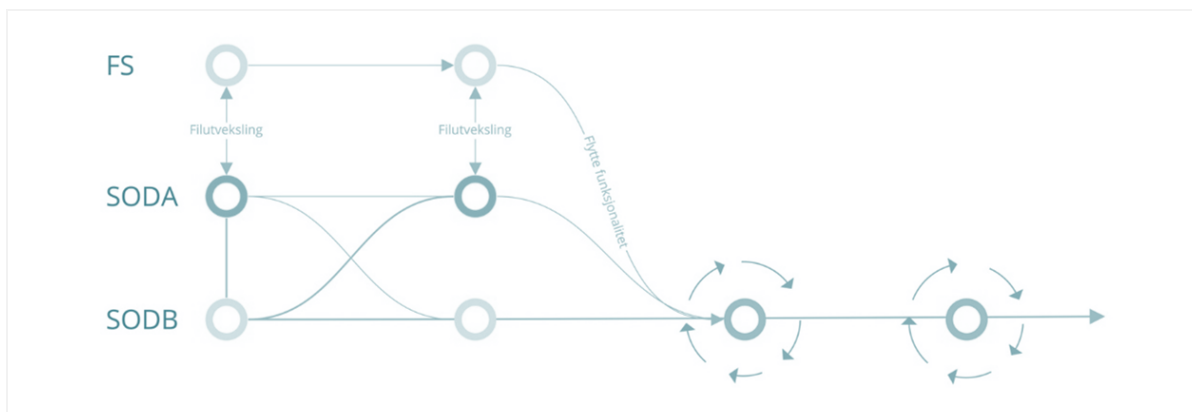 FS
Filutveksling
Filutveksling
Flytte funksjonalitet
SODA
SODB